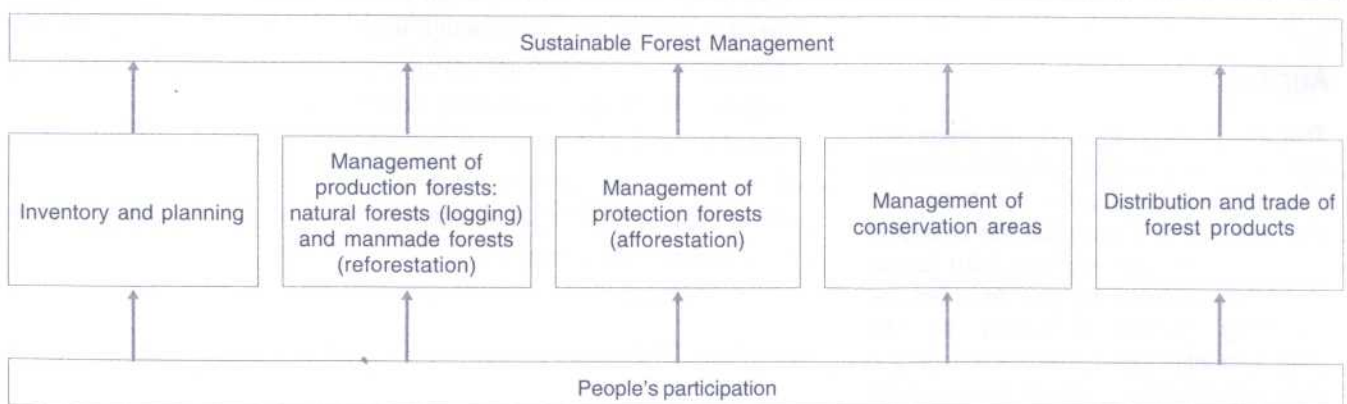 Sustainable Forest Management
Inventory and planning
Management of
production forests:
natural forests (logging)
and manmade forests
(reforestation)
Management of
protection forests
(afforestation)
Management of
conservation areas
Distribution and trade of
forest products
People's participation